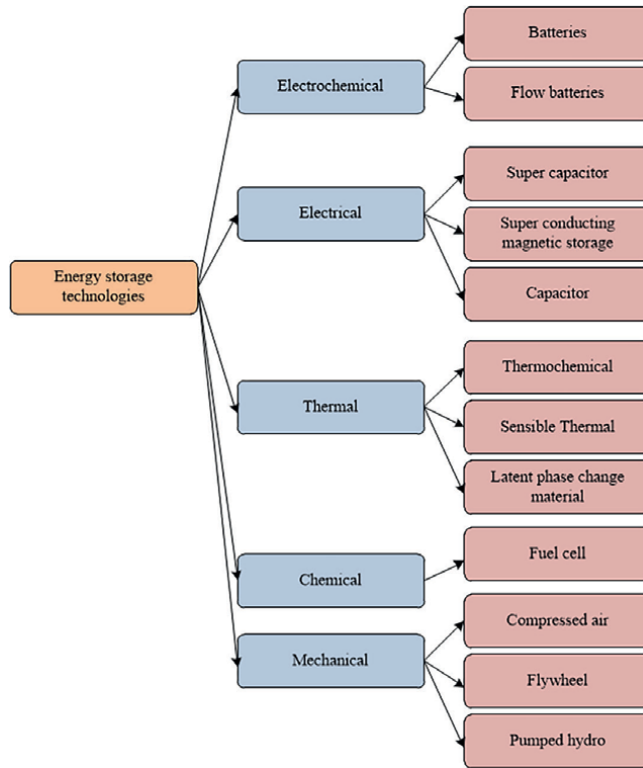 Energy storage
technologies
Electrochemical
Batteries
Flow batteries
Electrical
Super capacitor
Super conducting
magnetic storage
Capacitor
Thermal
Thermochemical
Sensible Thermal
Latent phase change
material
Chemical
Fuel cell
Mechanical
Compressed air
Flywheel
Pumped hydro